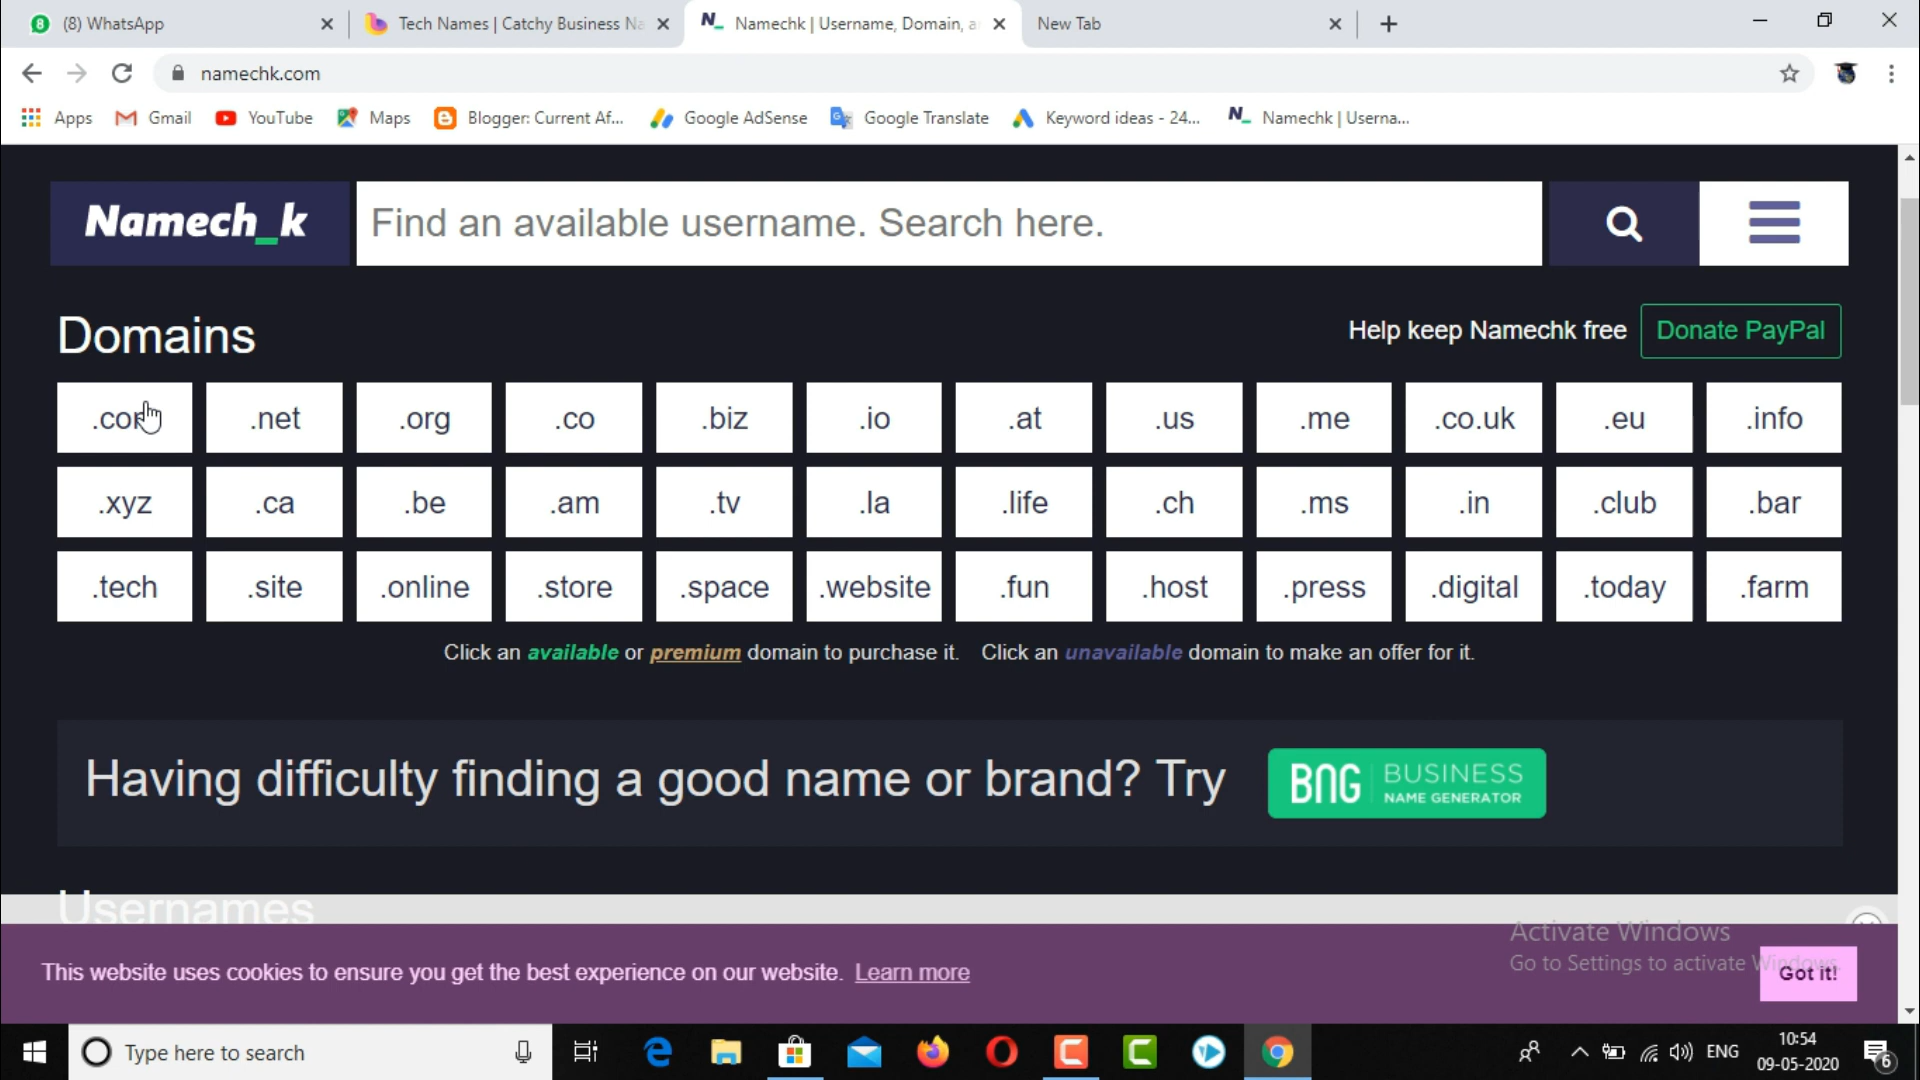 (8) WhatsApp
Tech Names | Catchy Business Na
Namechk | Username, Domain, a
New Tab
namechk.com
Apps
Gmail
YouTube
Maps
Blogger: Current Af...
Google AdSense
Google Translate
Keyword ideas - 24...
Namechk | Userna...
Namech_k
Find an available username. Search here.
Domains
Help keep Namechk free
Donate PayPal
.com .net .org .co .biz .io .at .us .me .co.uk .eu .info
.xyz .ca .be .am .tv .la .life .ch .ms .in .club .bar
.tech .site .online .store .space .website .fun .host .press .digital .today .farm
Click an available or premium domain to purchase it. Click an unavailable domain to make an offer for it.
Having difficulty finding a good name or brand? Try
BNG BUSINESS
NAME GENERATOR
Usernames
Activate Windows
Go to Settings to activate Windows.
This website uses cookies to ensure you get the best experience on our website. Learn more
Got it!
Type here to search
ENG
10:54
09-05-2020
6